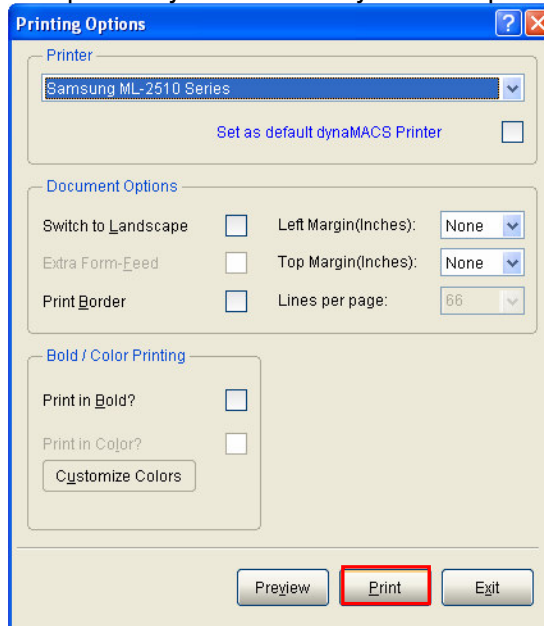 Printing Options
Printer
Samsung ML-2510 Series
Set as default dynaMACS Printer
Document Options
Switch to Landscape Left Margin(Inches): None
Extra Form-Feed Top Margin(Inches): None
Print Border Lines per page: 66
Bold / Color Printing
Print in Bold?
Print in Color?
Customize Colors
Preview Print Exit